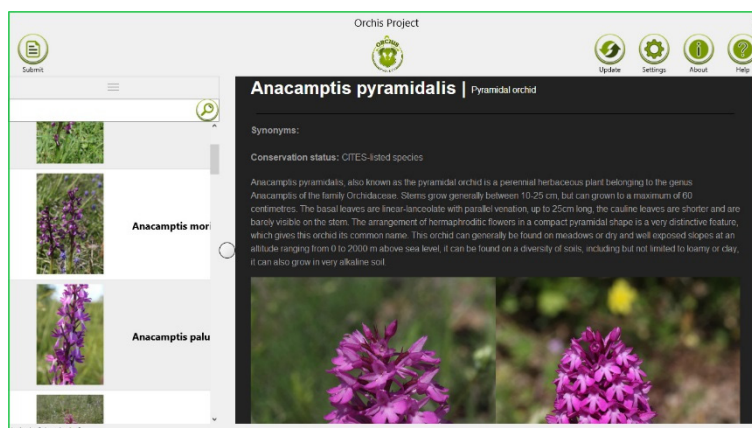 Orchis Project
ORCHIS
Submit
Update
Settings
About
Help
Anacamptis mori
Anacamptis palu
Anacamptis pyramidalis | Pyramidal orchid
Synonyms:
Conservation status: CITES-listed species
Anacamptis pyramidalis, also known as the pyramidal orchid is a perennial herbaceous plant belonging to the genus
Anacamptis of the family Orchidaceae. Stems grow generally between 10-25 cm, but can grown to a maximum of 60
centimetres. The basal leaves are linear-lanceolate with parallel venation, up to 25cm long, the cauline leaves are shorter and are
barely visible on the stem. The arrangement of hermaphroditic flowers in a compact pyramidal shape is a very distinctive feature,
which gives this orchid its common name. This orchid can generally be found on meadows or dry and well exposed slopes at an
altitude ranging from 0 to 2000 m above sea level, it can be found on a diversity of soils, including but not limited to loamy or clay,
it can also grow in very alkaline soil.